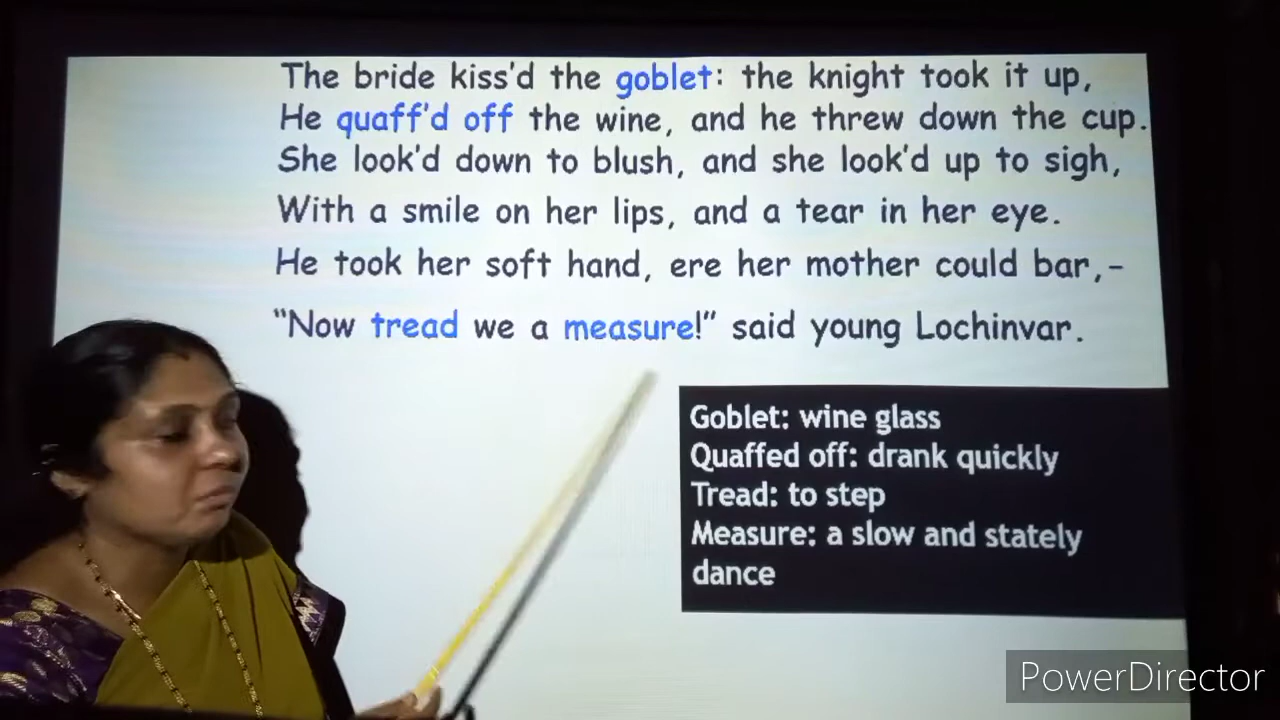 The bride kiss'd the goblet: the knight took it up,
He quaff'd off the wine, and he threw down the cup.
She look'd down to blush, and she look'd up to sigh,
With a smile on her lips, and a tear in her eye.
He took her soft hand, ere her mother could bar,-
“Now tread we a measure!” said young Lochinvar.
Goblet: wine glass
Quaffed off: drank quickly
Tread: to step
Measure: a slow and stately
dance
PowerDirector